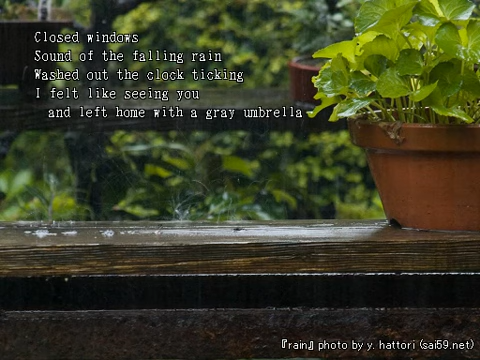 Closed windows
Sound of the falling rain
Washed out the clock ticking
I felt like seeing you
and left home with a gray umbrella
『rain』 photo by y. hattori (sai59.net)